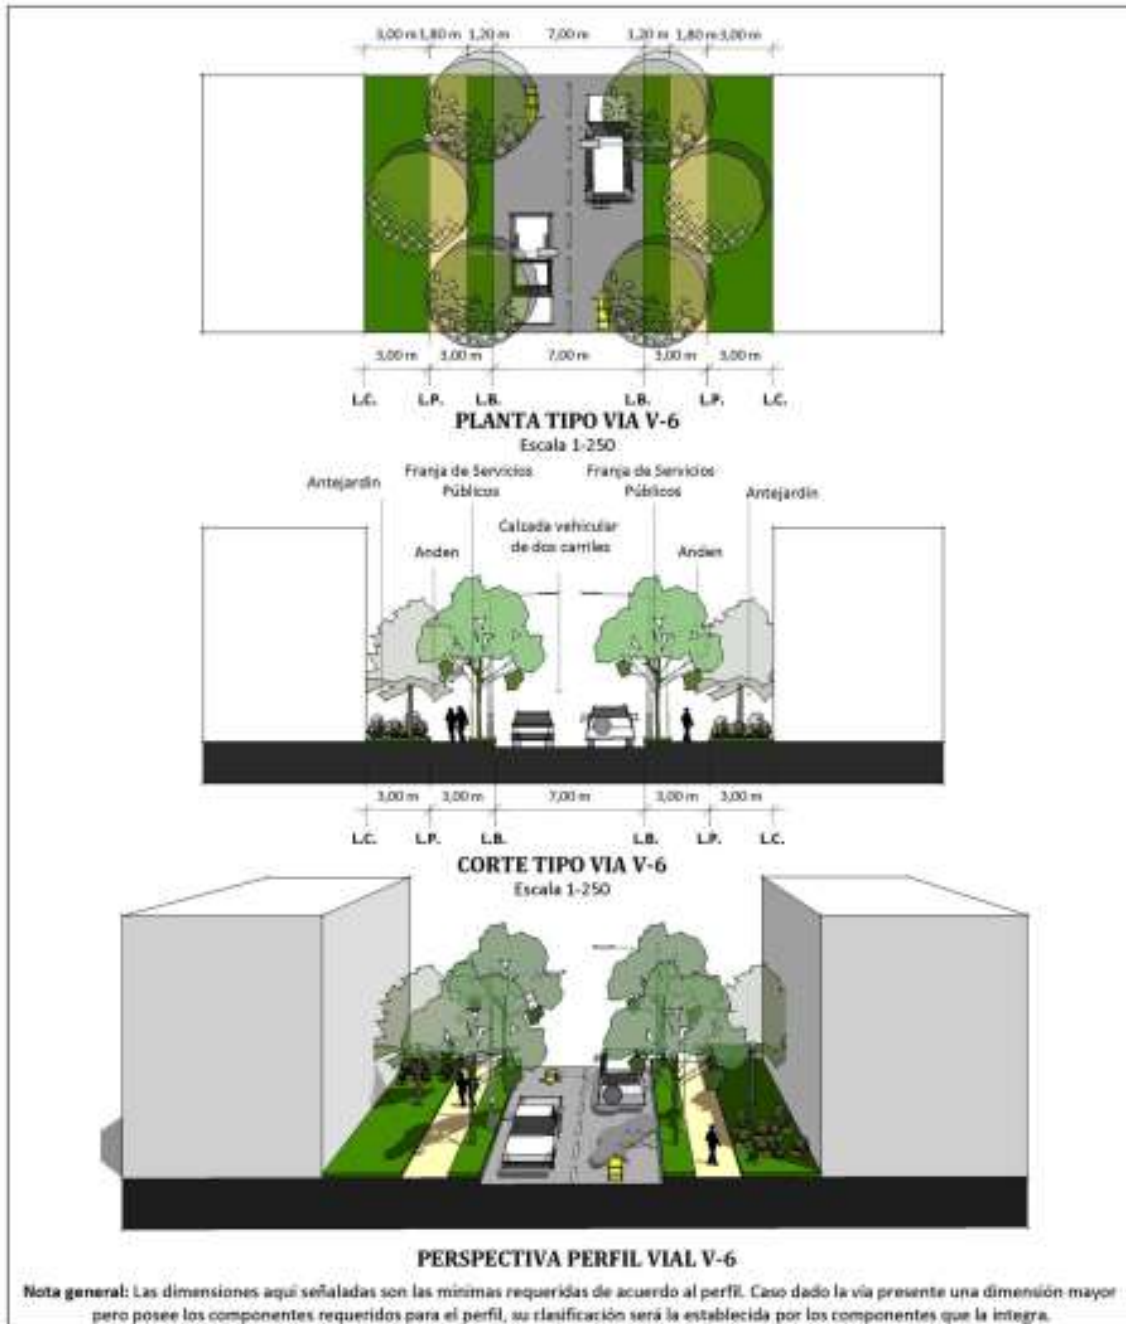 3,00 m 1,80 m 1,20 m 7,00 m 1,20 m 1,80 m 3,00 m
3,00 m 3,00 m 7,00 m 3,00 m 3,00 m
L.C. L.P. L.B. L.B. L.P. L.C.
PLANTA TIPO VIA V-6
Escala 1-250
Antejardín
Franja de Servicios
Públicos
Franja de Servicios
Públicos
Antejardín
Anden
Calzada vehicular
de dos carriles
Anden
3,00 m 3,00 m 7,00 m 3,00 m 3,00 m
L.C. L.P. L.B. L.B. L.P. L.C.
CORTE TIPO VIA V-6
Escala 1-250
PERSPECTIVA PERFIL VIAL V-6
Nota general: Las dimensiones aquí señaladas son las mínimas requeridas de acuerdo al perfil. Caso dado la vía presente una dimensión mayor
pero posee los componentes requeridos para el perfil, su clasificación será la establecida por los componentes que la integra.